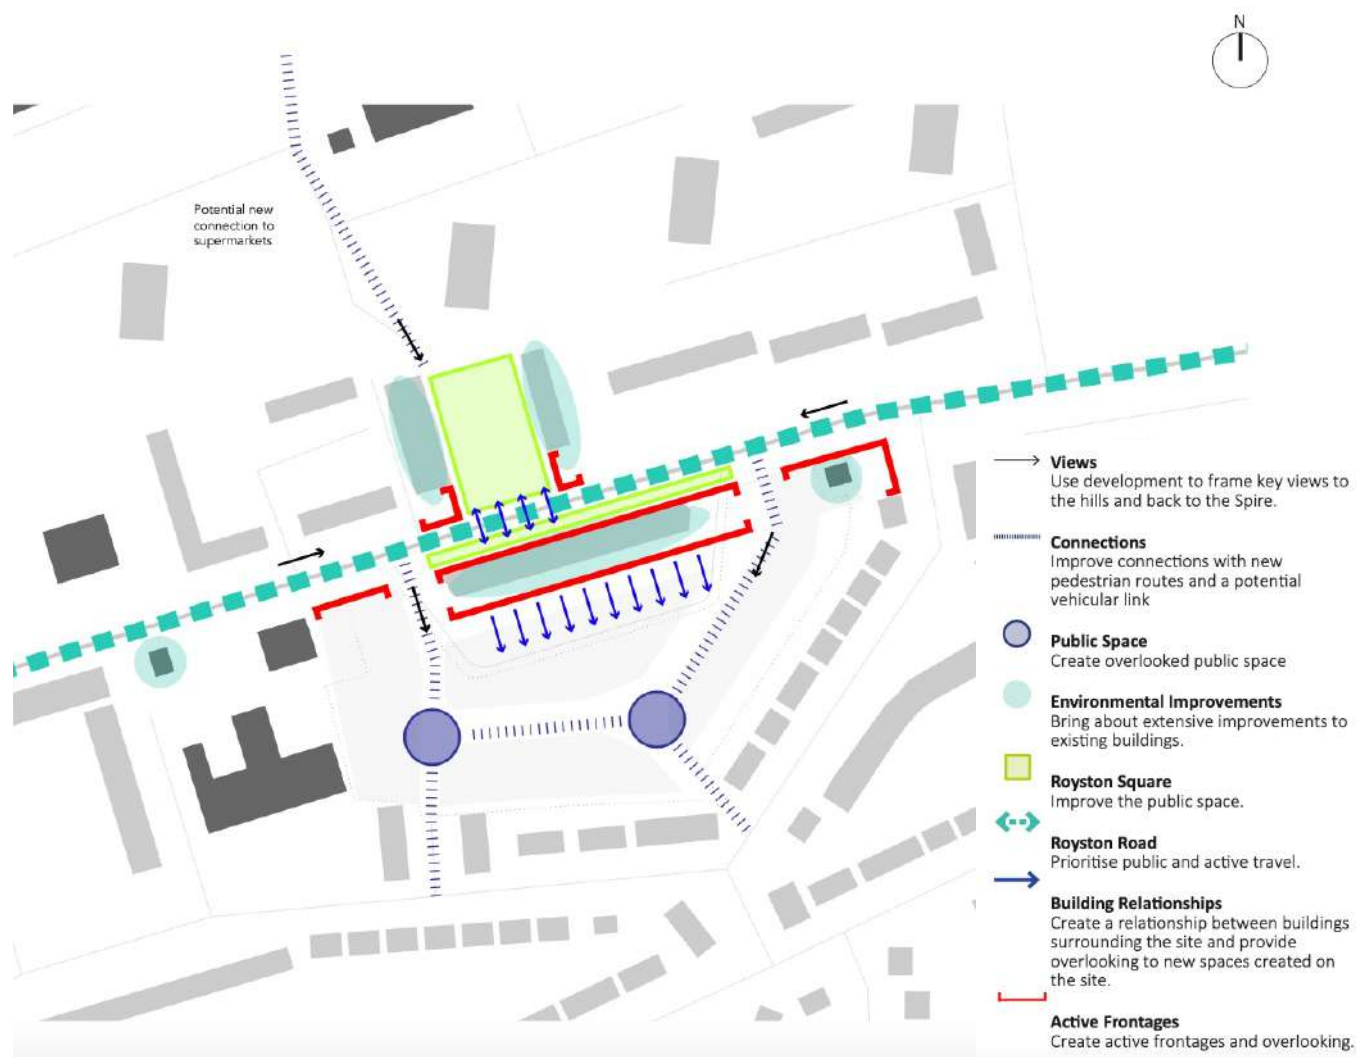 N
Potential new
connection to
supermarkets
Views
Use development to frame key views to
the hills and back to the Spire.
Connections
Improve connections with new
pedestrian routes and a potential
vehicular link
Public Space
Create overlooked public space
Environmental Improvements
Bring about extensive improvements to
existing buildings.
Royston Square
Improve the public space.
Royston Road
Prioritise public and active travel.
Building Relationships
Create a relationship between buildings
surrounding the site and provide
overlooking to new spaces created on
the site.
Active Frontages
Create active frontages and overlooking.